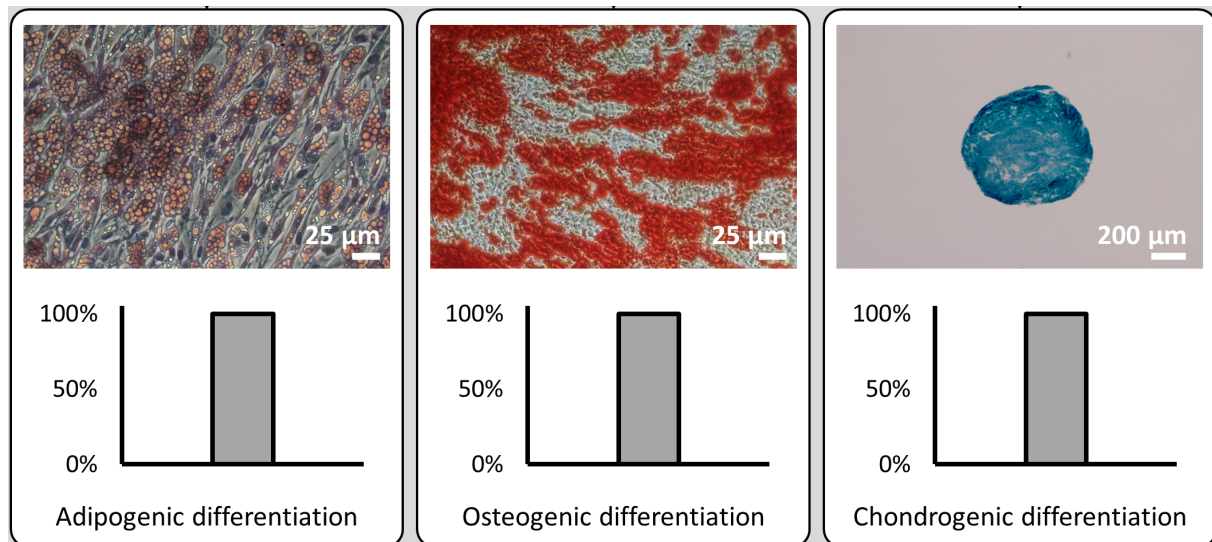 25 µm
100%
50%
0%
Adipogenic differentiation
25 µm
100%
50%
0%
Osteogenic differentiation
200 µm
100%
50%
0%
Chondrogenic differentiation